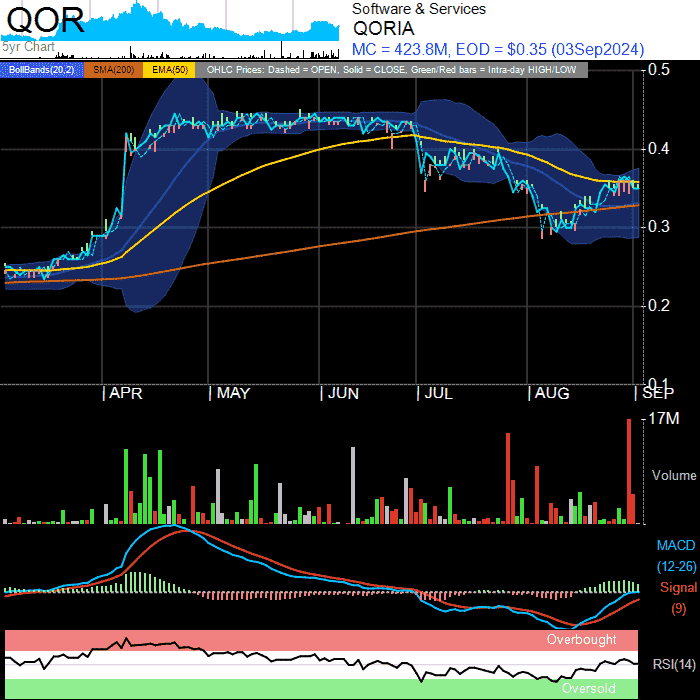 QOR
5yr Chart
Software & Services
QORIA
MC = 423.8M, EOD = $0.35 (03Sep2024)
BollBands(20,2) SMA(200) EMA(50) OHLC Prices: Dashed = OPEN, Solid = CLOSE, Green/Red bars = Intra-day HIGH/LOW
0.5
0.4
0.3
0.2
0.1
APR MAY JUN JUL AUG SEP
17M
Volume
MACD
(12-26)
Signal
(9)
Overbought
RSI(14)
Oversold